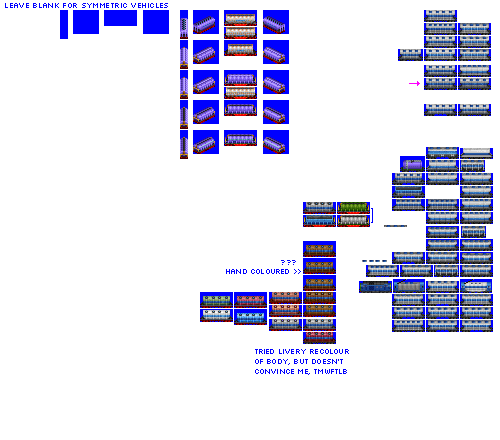 LEAVE BLANK FOR SYMMETRIC VEHICLES
???
HAND COLOURED >>
TRIED LIVERY RECOLOUR
OF BODY, BUT DOESN'T
CONVINCE ME, TMWFTLB